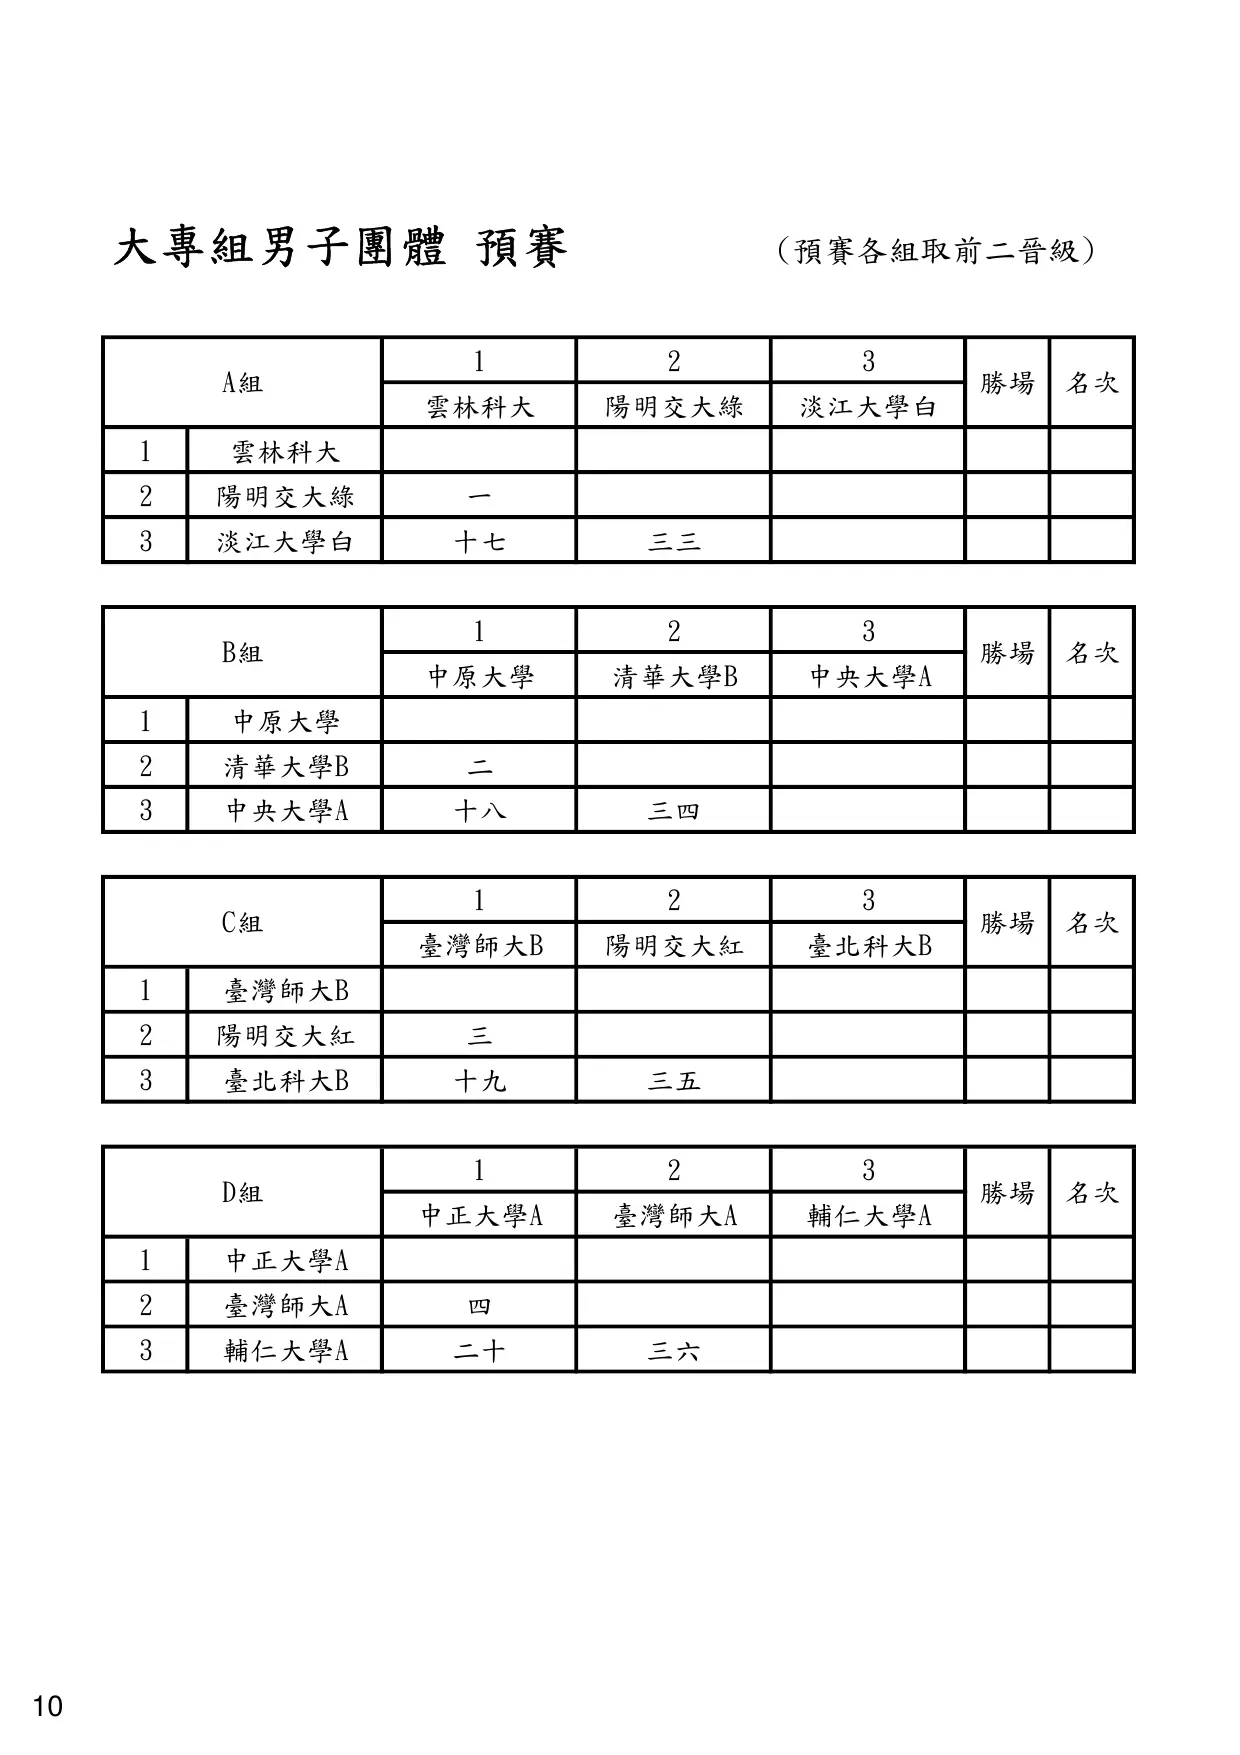 大專組男子團體 預賽 （預賽各組取前二晉級）
A組 1 2 3 勝場 名次
雲林科大 陽明交大綠 淡江大學白
1 雲林科大
2 陽明交大綠 一
3 淡江大學白 十七 三三
B組 1 2 3 勝場 名次
中原大學 清華大學B 中央大學A
1 中原大學
2 清華大學B 二
3 中央大學A 十八 三四
C組 1 2 3 勝場 名次
臺灣師大B 陽明交大紅 臺北科大B
1 臺灣師大B
2 陽明交大紅 三
3 臺北科大B 十九 三五
D組 1 2 3 勝場 名次
中正大學A 臺灣師大A 輔仁大學A
1 中正大學A
2 臺灣師大A 四
3 輔仁大學A 二十 三六
10